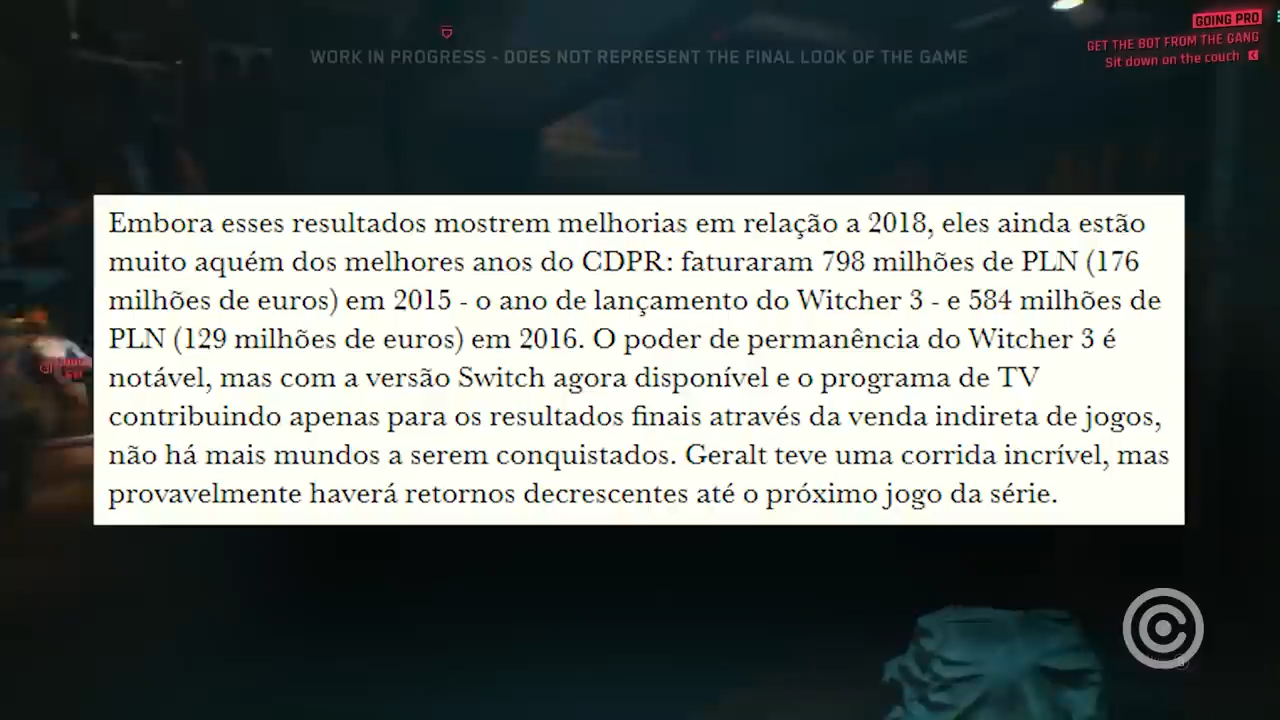 GOING PRO
WORK IN PROGRESS - DOES NOT REPRESENT THE FINAL LOOK OF THE GAME
GET THE BOT FROM THE GANG
Sit down on the couch
Embora esses resultados mostrem melhorias em relação a 2018, eles ainda estão
muito aquém dos melhores anos do CDPR: faturaram 798 milhões de PLN (176
milhões de euros) em 2015 - o ano de lançamento do Witcher 3 - e 584 milhões de
PLN (129 milhões de euros) em 2016. O poder de permanência do Witcher 3 é
notável, mas com a versão Switch agora disponível e o programa de TV
contribuindo apenas para os resultados finais através da venda indireta de jogos,
não há mais mundos a serem conquistados. Geralt teve uma corrida incrível, mas
provavelmente haverá retornos decrescentes até o próximo jogo da série.